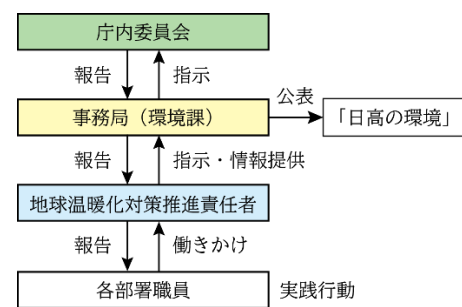 庁内委員会
報告 指示
公表
事務局（環境課） 「日高の環境」
報告 指示・情報提供
地球温暖化対策推進責任者
報告 働きかけ
各部署職員 実践行動